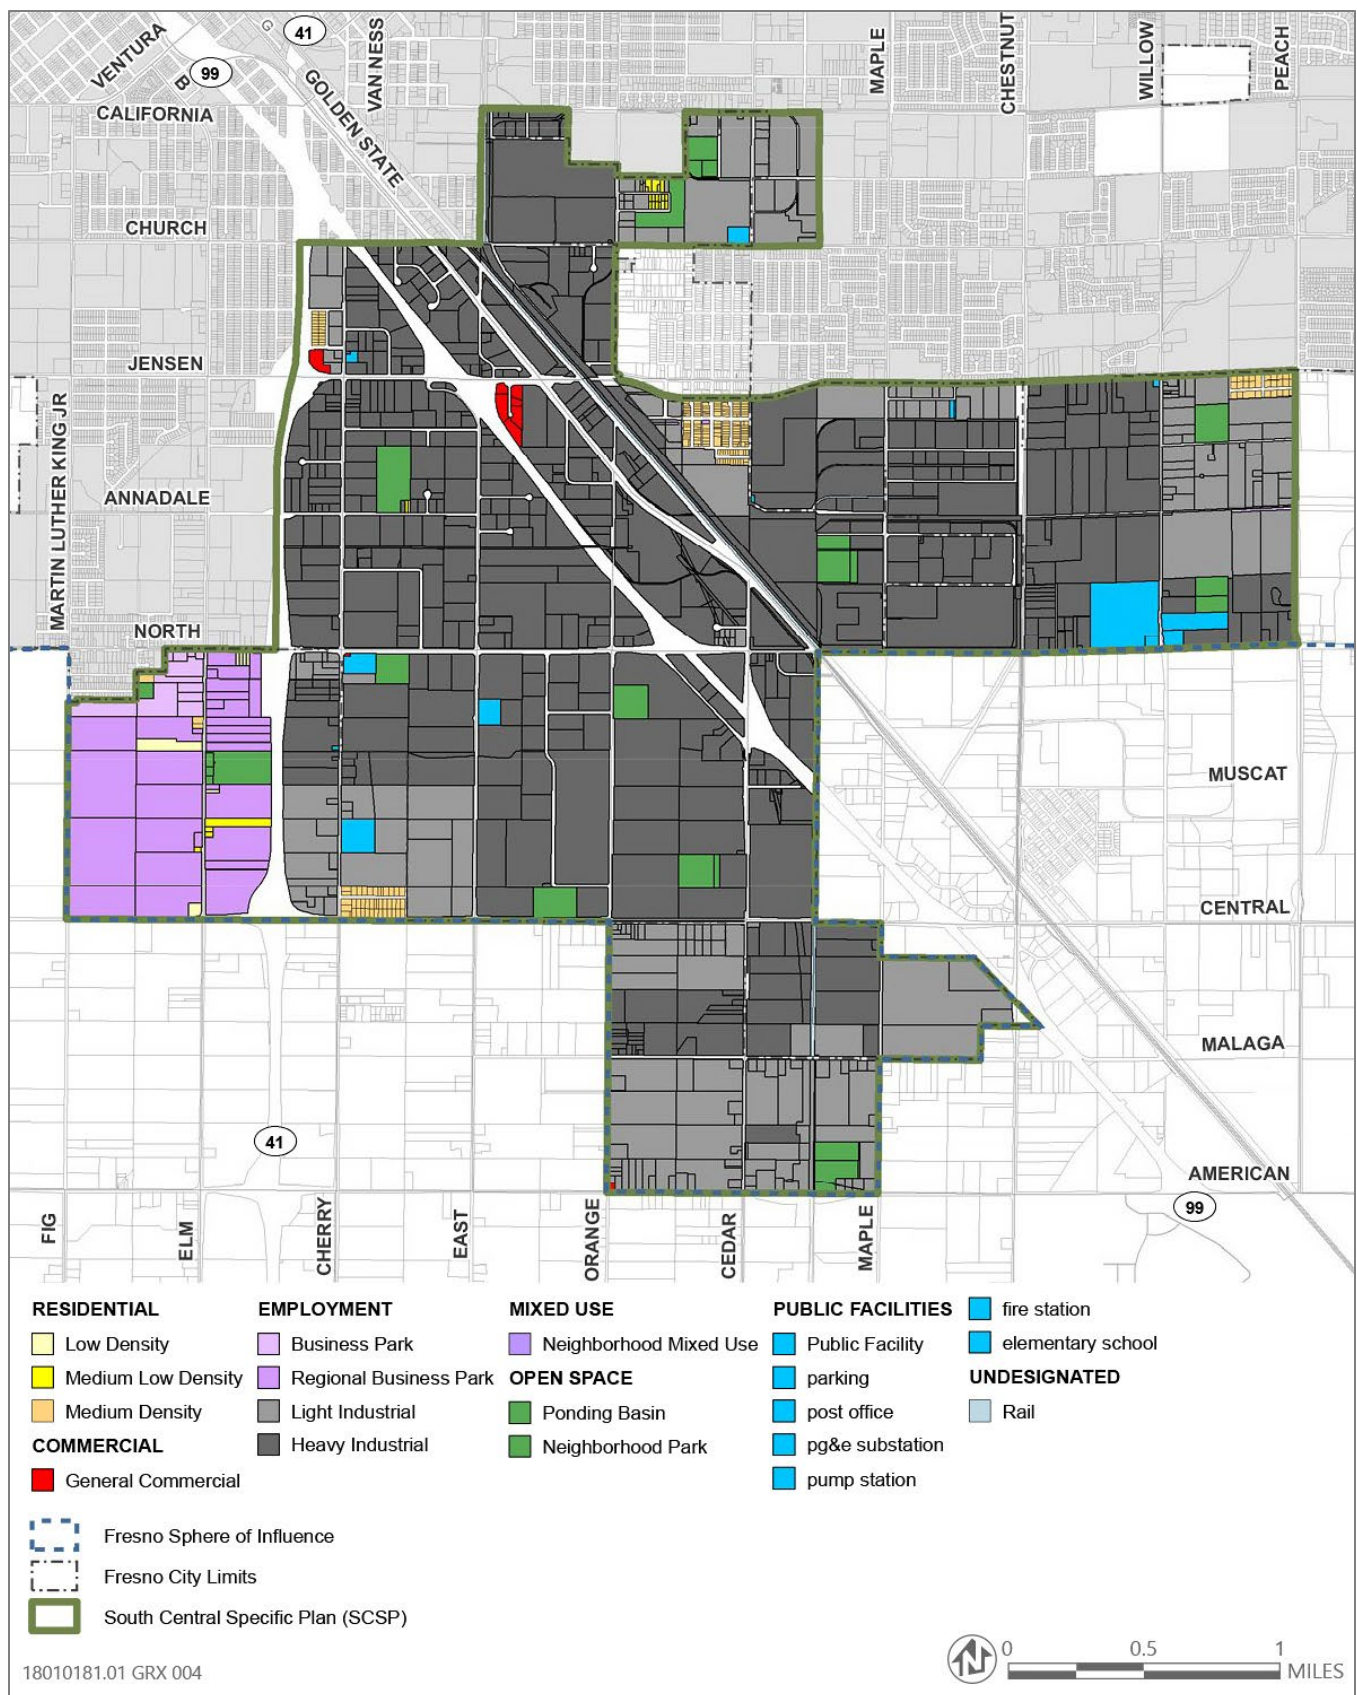 41
VENTURA
B
G
99
GOLDEN STATE
VAN NESS
MAPLE
CHESTNUT
WILLOW
PEACH
CALIFORNIA
CHURCH
JENSEN
MARTIN LUTHER KING JR
ANNADALE
NORTH
MUSCAT
CENTRAL
MALAGA
41
AMERICAN
99
FIG
ELM
CHERRY
EAST
ORANGE
CEDAR
MAPLE
RESIDENTIAL
Low Density
Medium Low Density
Medium Density
COMMERCIAL
General Commercial
EMPLOYMENT
Business Park
Regional Business Park
Light Industrial
Heavy Industrial
MIXED USE
Neighborhood Mixed Use
OPEN SPACE
Ponding Basin
Neighborhood Park
PUBLIC FACILITIES
Public Facility
parking
post office
pg&e substation
pump station
fire station
elementary school
UNDESIGNATED
Rail
Fresno Sphere of Influence
Fresno City Limits
South Central Specific Plan (SCSP)
18010181.01 GRX 004
N
0 0.5 1
MILES